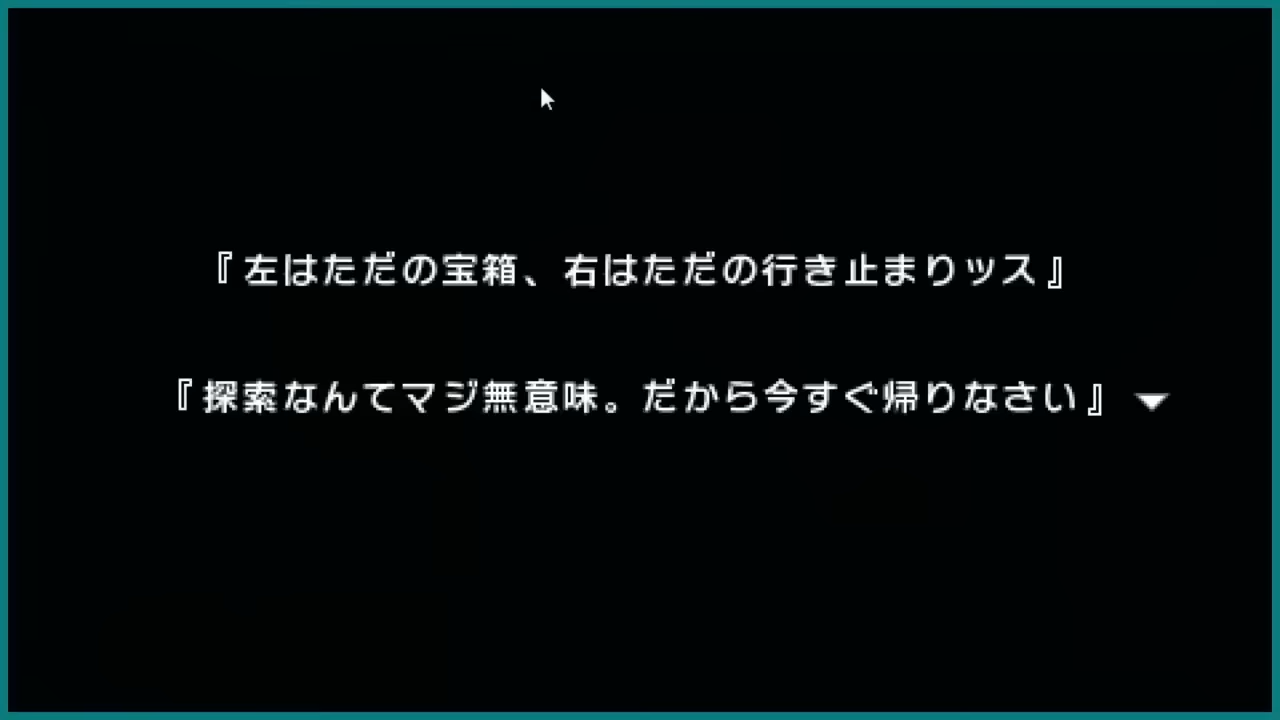 『左はただの宝箱、右はただの行き止まりッス』
『探索なんてマジ無意味。だから今すぐ帰りなさい』